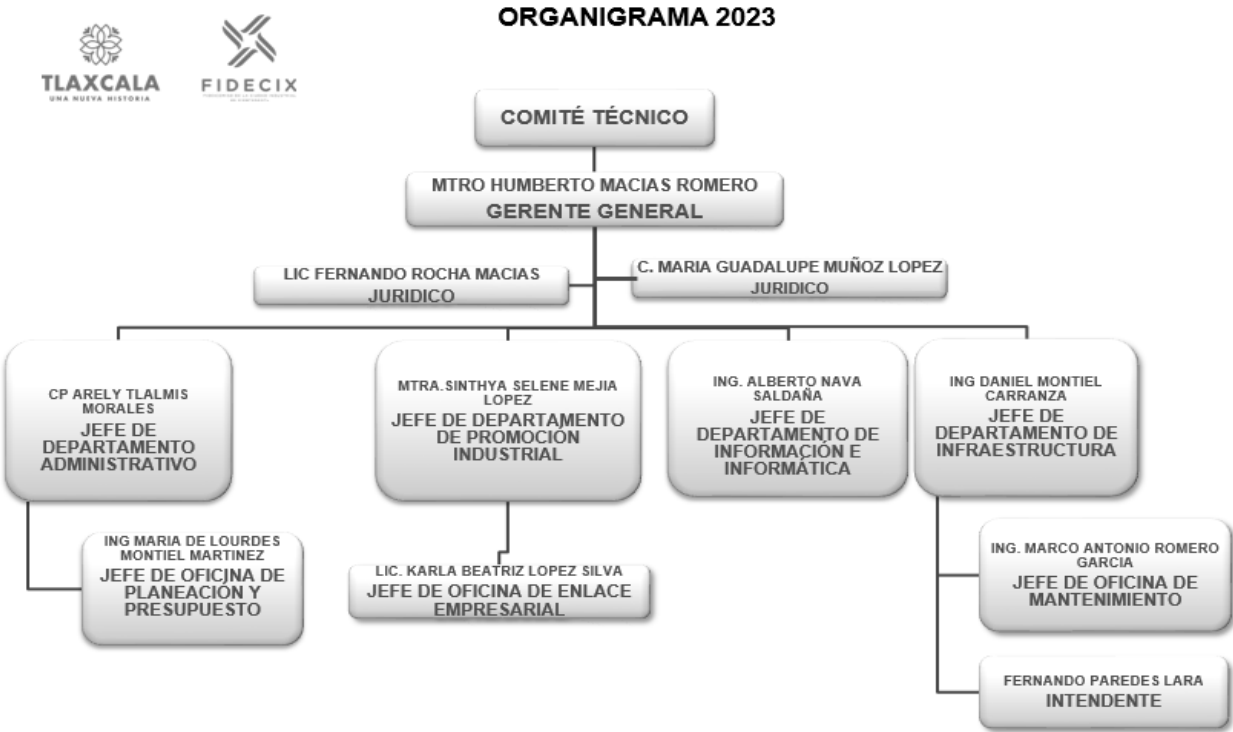 ORGANIGRAMA 2023
TLAXCALA
UNA NUEVA HISTORIA
FIDECIX
COMITÉ TÉCNICO
MTRO HUMBERTO MACIAS ROMERO
GERENTE GENERAL
LIC FERNANDO ROCHA MACIAS
JURIDICO
C. MARIA GUADALUPE MUÑOZ LOPEZ
JURIDICO
CP ARELY TLALMIS
MORALES
JEFE DE
DEPARTAMENTO
ADMINISTRATIVO
MTRA.SINTHYA SELENE MEJIA
LOPEZ
JEFE DE DEPARTAMENTO
DE PROMOCIÓN
INDUSTRIAL
ING. ALBERTO NAVA
SALDAÑA
JEFE DE
DEPARTAMENTO DE
INFORMACIÓN E
INFORMÁTICA
ING DANIEL MONTIEL
CARRANZA
JEFE DE
DEPARTAMENTO DE
INFRAESTRUCTURA
ING MARIA DE LOURDES
MONTIEL MARTINEZ
JEFE DE OFICINA DE
PLANEACIÓN Y
PRESUPUESTO
LIC. KARLA BEATRIZ LOPEZ SILVA
JEFE DE OFICINA DE ENLACE
EMPRESARIAL
ING. MARCO ANTONIO ROMERO
GARCIA
JEFE DE OFICINA DE
MANTENIMIENTO
FERNANDO PAREDES LARA
INTENDENTE